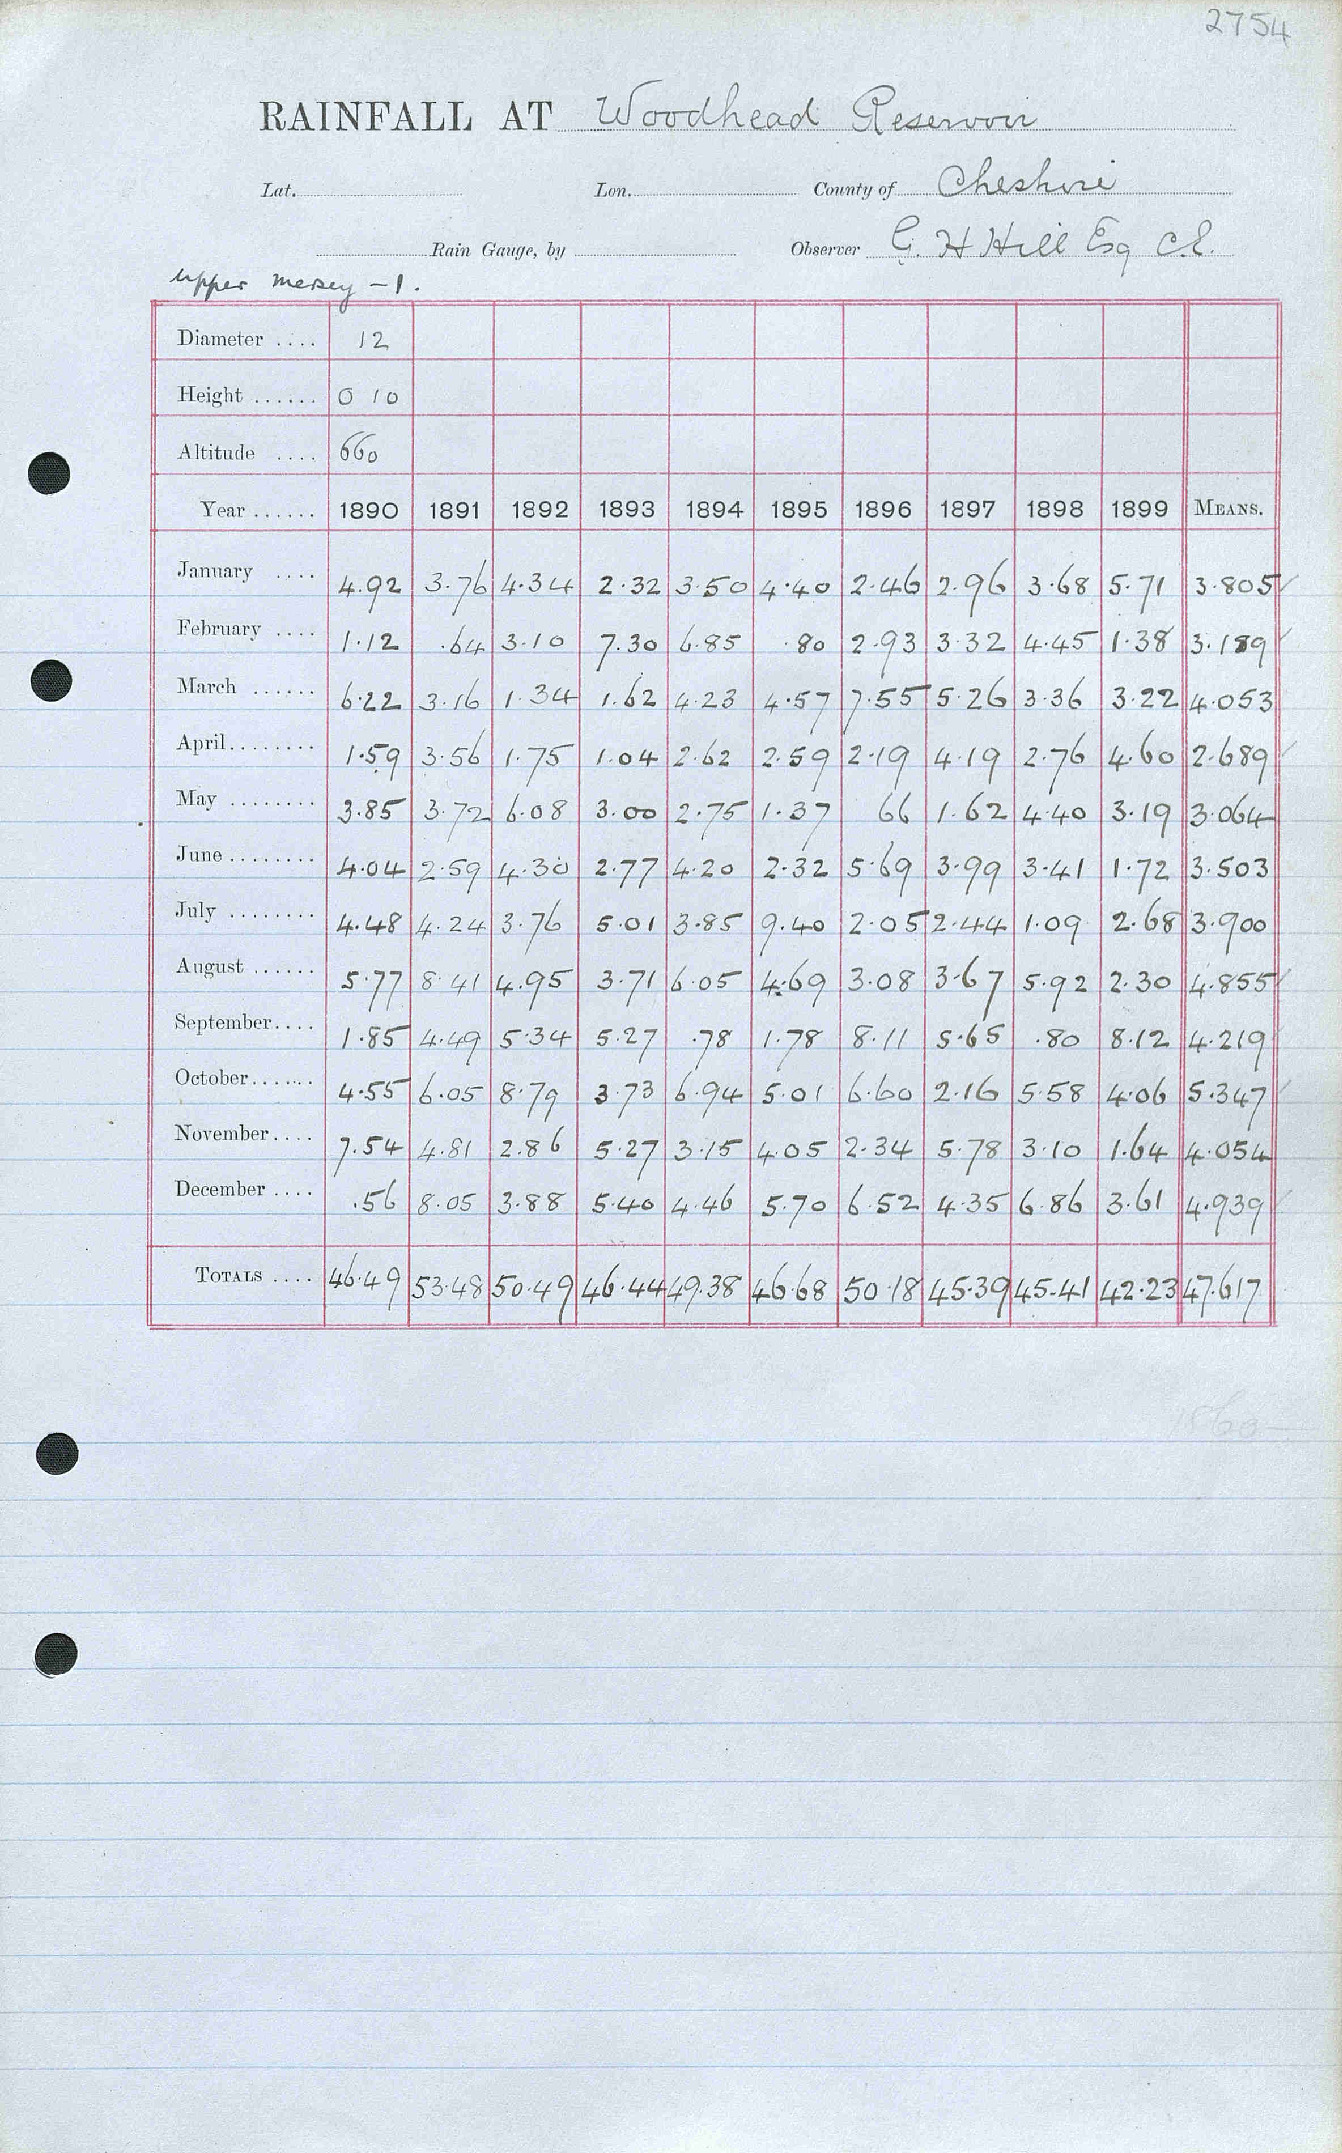 2754
RAINFALL AT Woodhead Reservoir
Lat. Lon. County of Cheshire
Rain Gauge, by Observer G. H Hill Esq C.E.
Upper Mersey - 1.
Diameter .... 12
Height ...... 0 10
Altitude .... 660
Year ...... 1890 1891 1892 1893 1894 1895 1896 1897 1898 1899 MEANS.
January .... 4.92 3.76 4.34 2.32 3.50 4.40 2.46 2.96 3.68 5.71 3.805
February .... 1.12 .64 3.10 7.30 6.85 .80 2.93 3.32 4.45 1.38 3.189
March ...... 6.22 3.16 1.34 1.62 4.23 4.57 7.55 5.26 3.36 3.22 4.053
April........ 1.59 3.56 1.75 1.04 2.62 2.59 2.19 4.19 2.76 4.60 2.689
May ........ 3.85 3.72 6.08 3.00 2.75 1.37 66 1.62 4.40 3.19 3.064
June........ 4.04 2.59 4.30 2.77 4.20 2.32 5.69 3.99 3.41 1.72 3.503
July ........ 4.48 4.24 3.76 5.01 3.85 9.40 2.05 2.44 1.09 2.68 3.900
August ...... 5.77 8.41 4.95 3.71 6.05 4.69 3.08 3.67 5.92 2.30 4.855
September.... 1.85 4.49 5.34 5.27 .78 1.78 8.11 5.65 .80 8.12 4.219
October...... 4.55 6.05 8.79 3.73 6.94 5.01 6.60 2.16 5.58 4.06 5.347
November.... 7.54 4.81 2.86 5.27 3.15 4.05 2.34 5.78 3.10 1.64 4.054
December .... .56 8.05 3.88 5.40 4.46 5.70 6.52 4.35 6.86 3.61 4.939
TOTALS .... 46.49 53.48 50.49 46.44 49.38 46.68 50.18 45.39 45.41 42.23 47.617